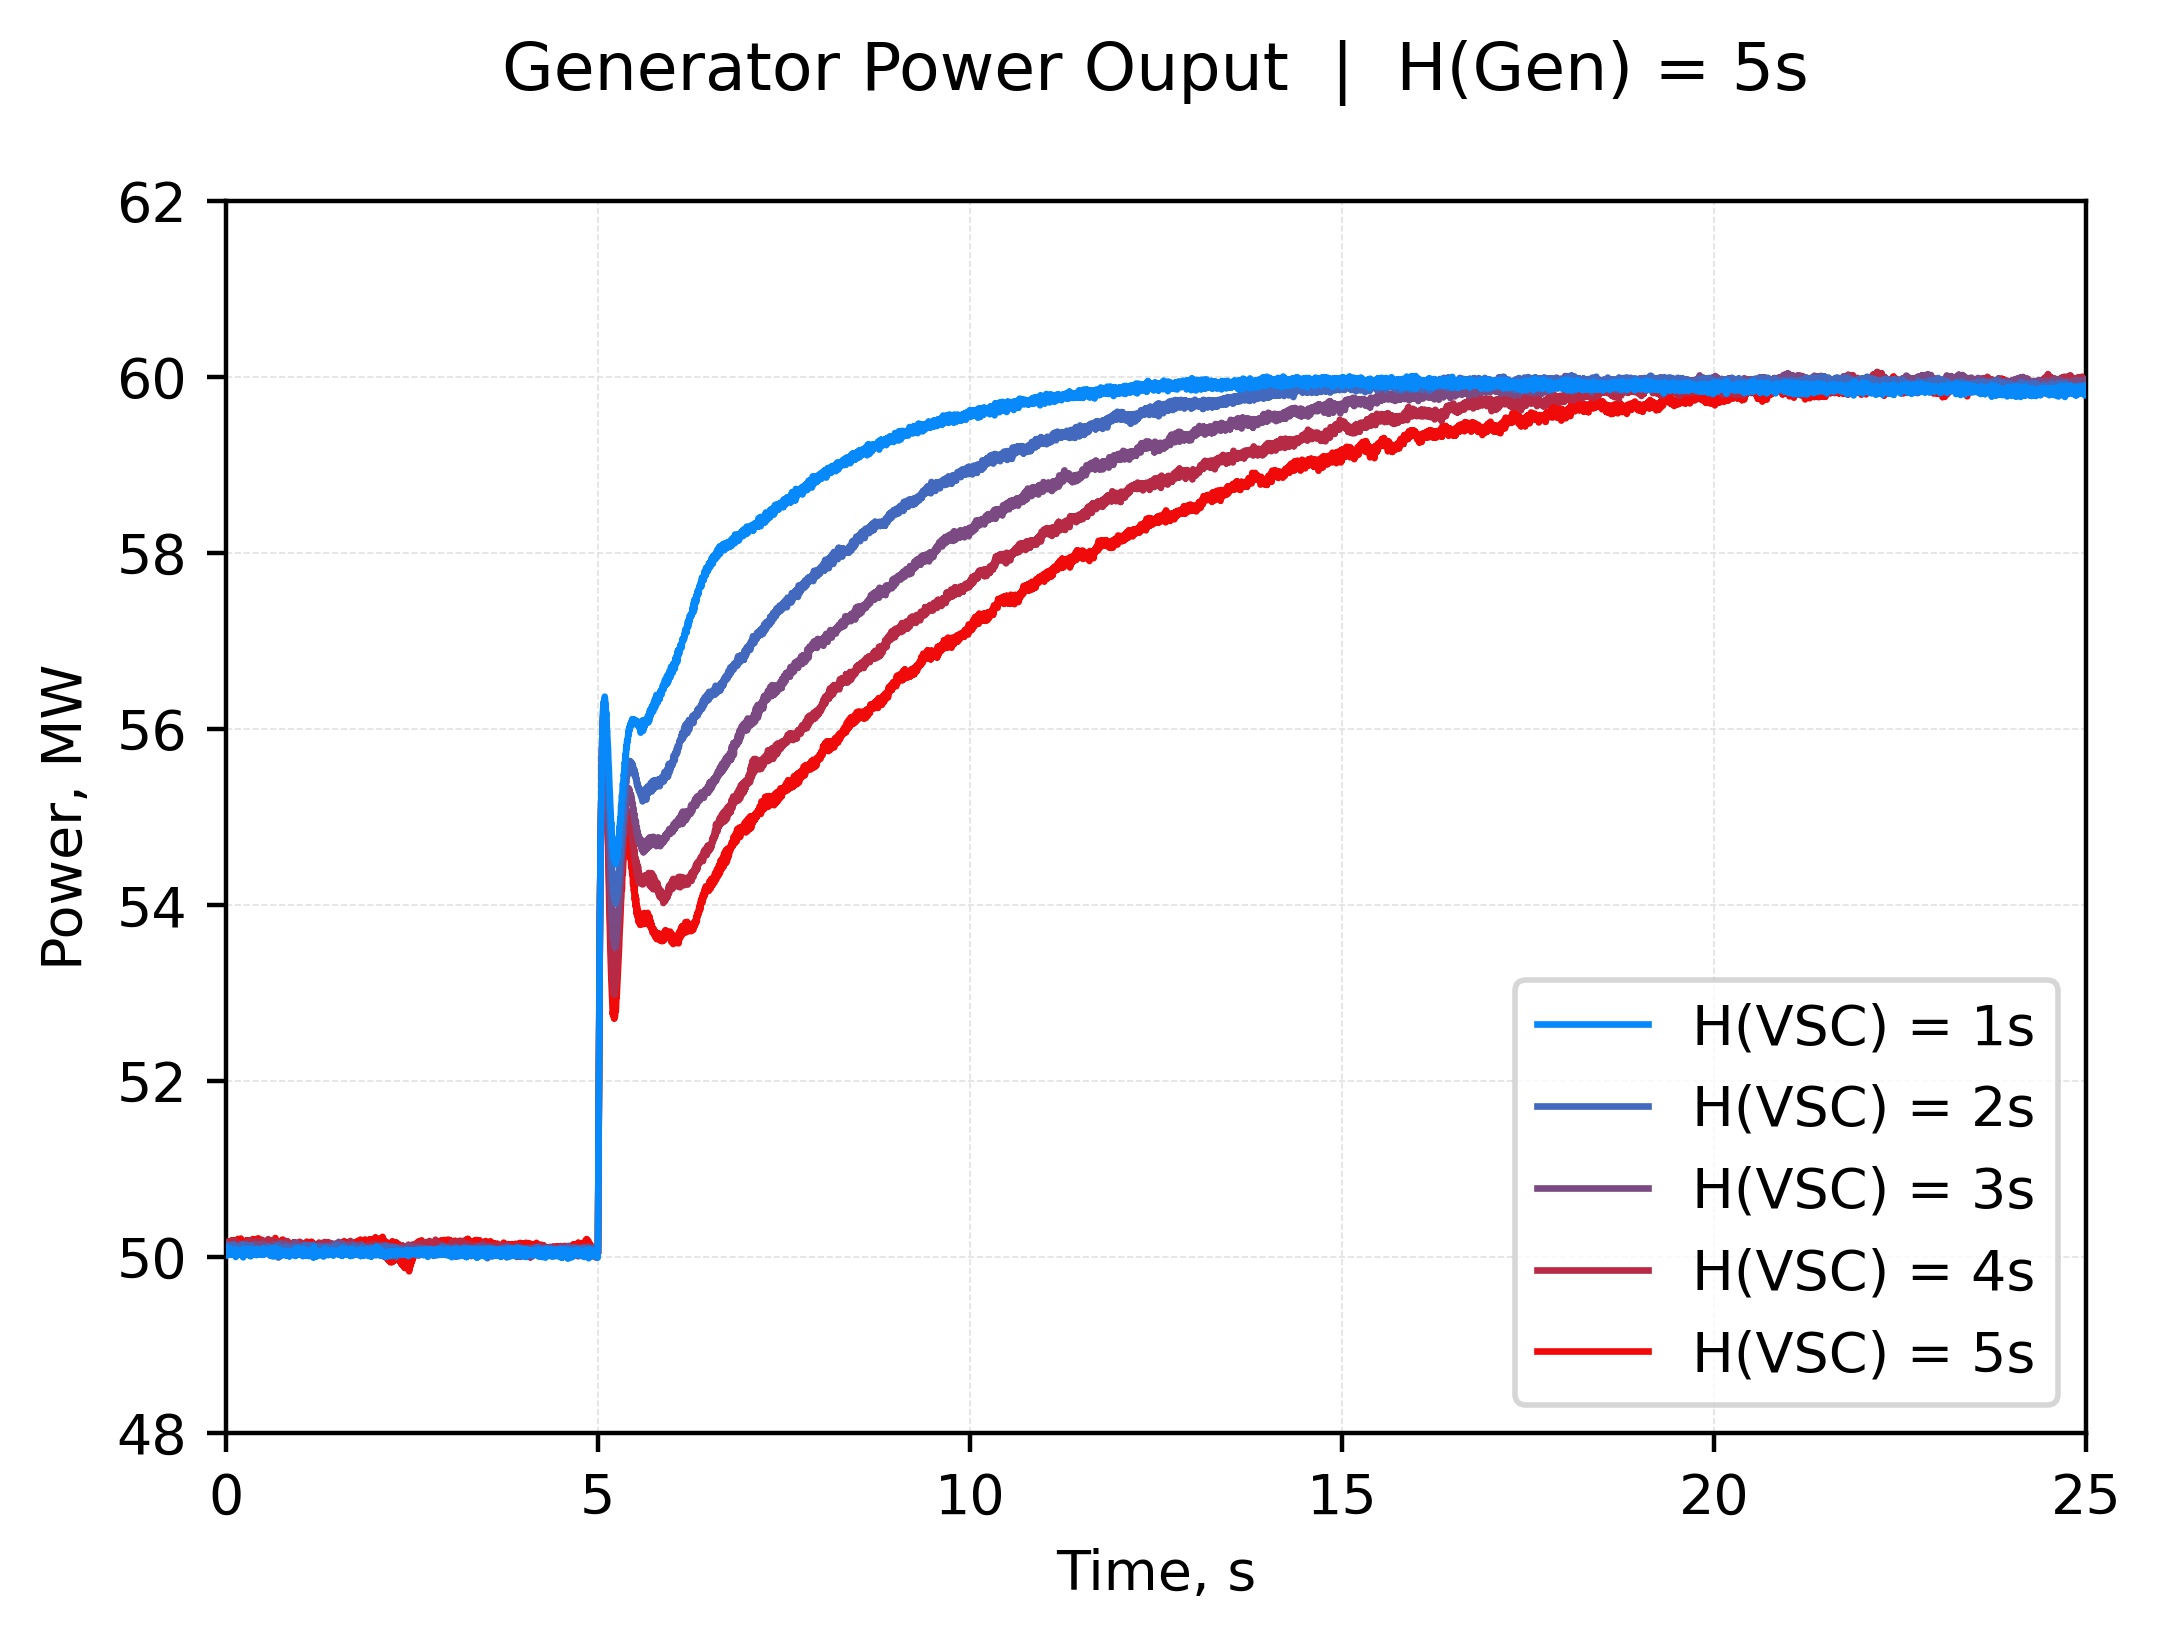 Generator Power Ouput | H(Gen) = 5s
62
60
58
56
54
52
50
48
Power, MW
0 5 10 15 20 25
Time, s
H(VSC) = 1s
H(VSC) = 2s
H(VSC) = 3s
H(VSC) = 4s
H(VSC) = 5s